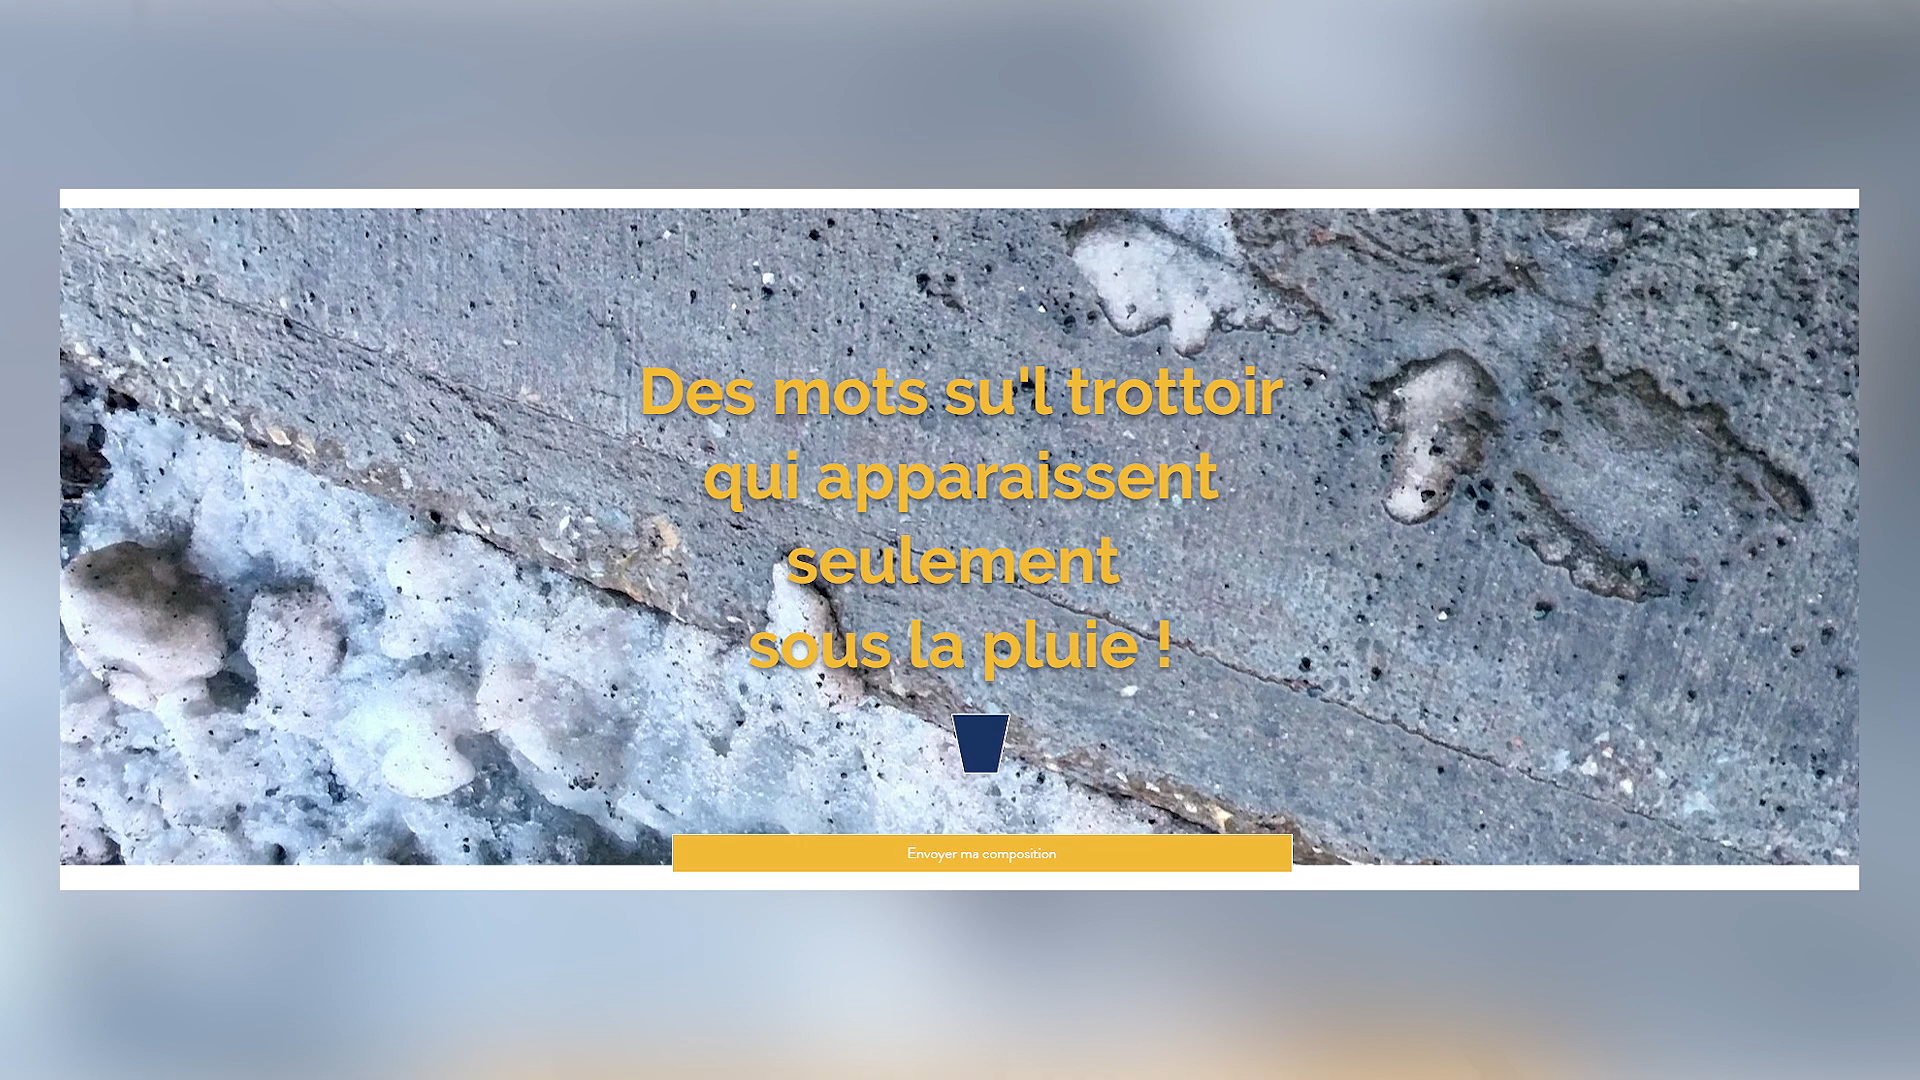 Des mots su'l trottoir
qui apparaissent
seulement
sous la pluie !
Envoyer ma composition